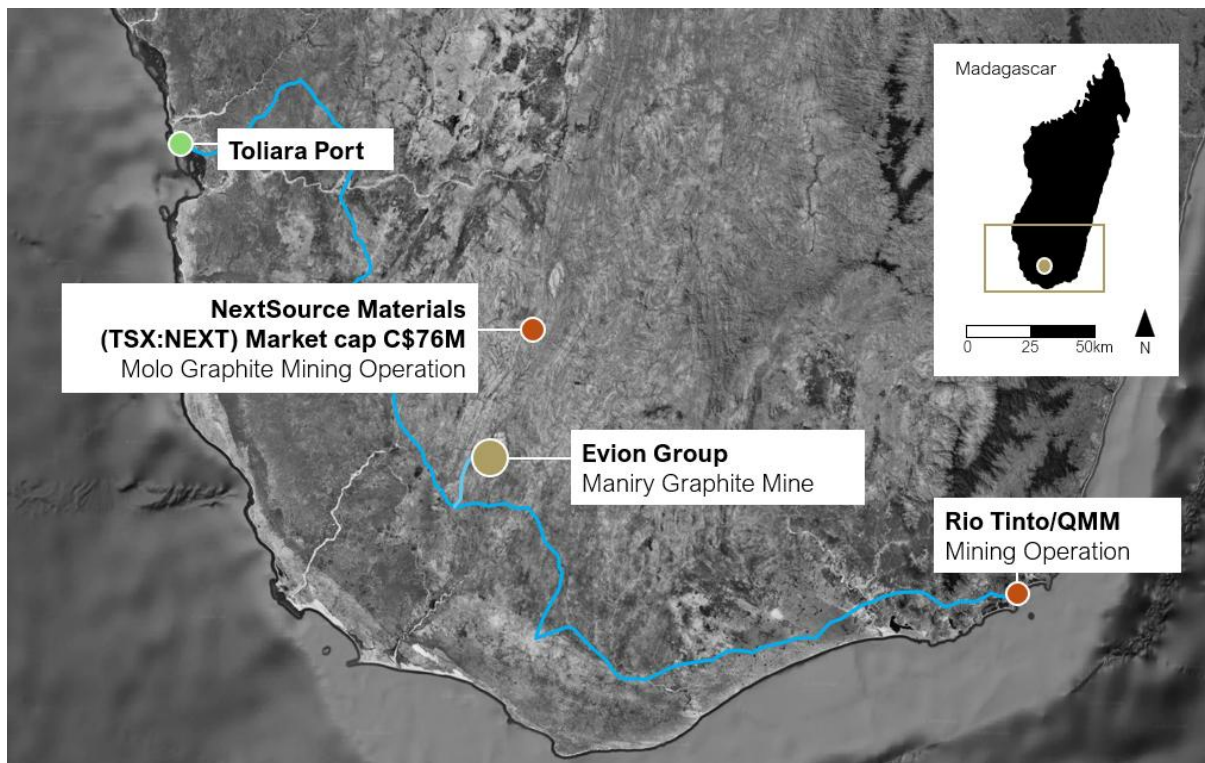 Madagascar
0 25 50km
N
Toliara Port
NextSource Materials
(TSX:NEXT) Market cap C$76M
Molo Graphite Mining Operation
Evion Group
Maniry Graphite Mine
Rio Tinto/QMM
Mining Operation